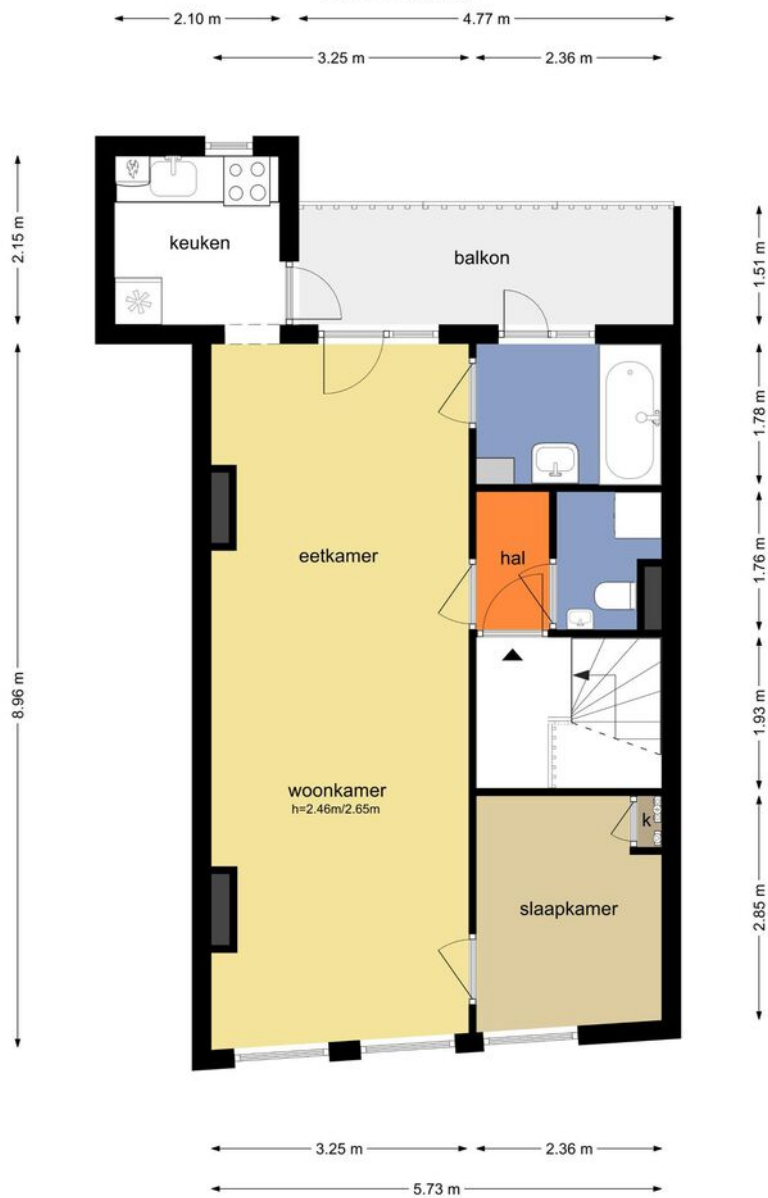 2.10 m
4.77 m
3.25 m
2.36 m
2.15 m
keuken
balkon
1.51 m
1.78 m
eetkamer
hal
1.76 m
8.96 m
1.93 m
woonkamer
h=2.46m/2.65m
k
slaapkamer
2.85 m
3.25 m
2.36 m
5.73 m